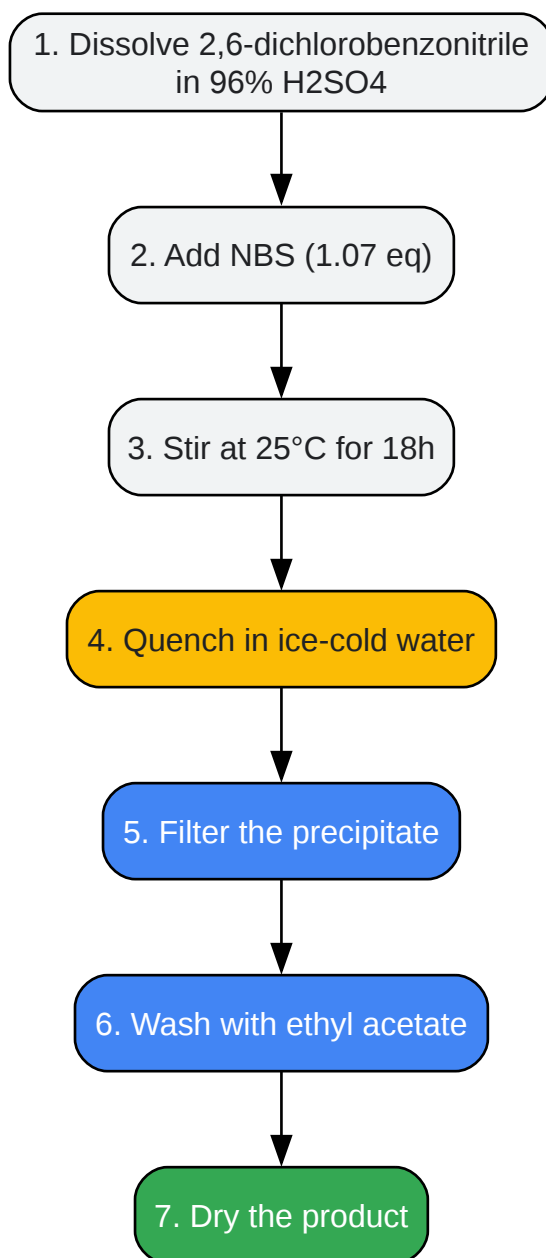 1. Dissolve 2,6-dichlorobenzonitrile
in 96% H2SO4
2. Add NBS (1.07 eq)
3. Stir at 25°C for 18h
4. Quench in ice-cold water
5. Filter the precipitate
6. Wash with ethyl acetate
7. Dry the product